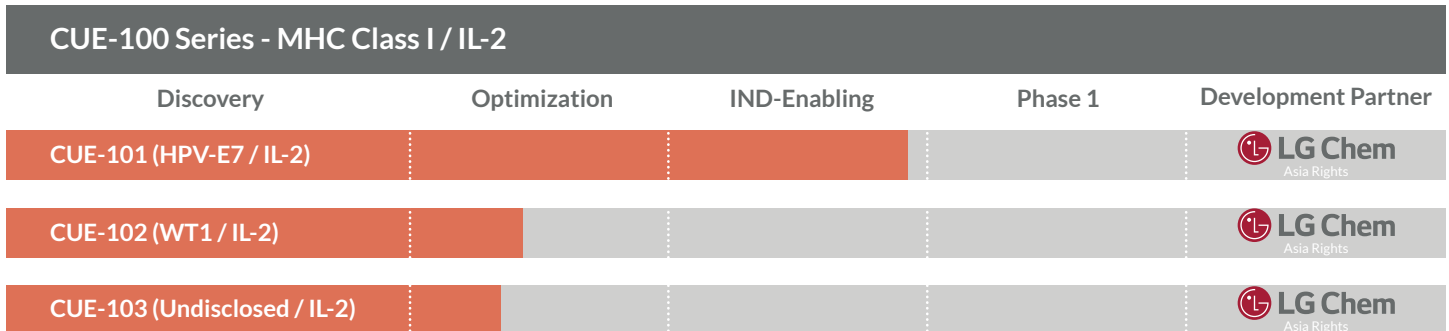 CUE-100 Series - MHC Class I / IL-2
Discovery Optimization IND-Enabling Phase 1 Development Partner
CUE-101 (HPV-E7 / IL-2) LG Chem
Asia Rights
CUE-102 (WT1 / IL-2) LG Chem
Asia Rights
CUE-103 (Undisclosed / IL-2) LG Chem
Asia Rights